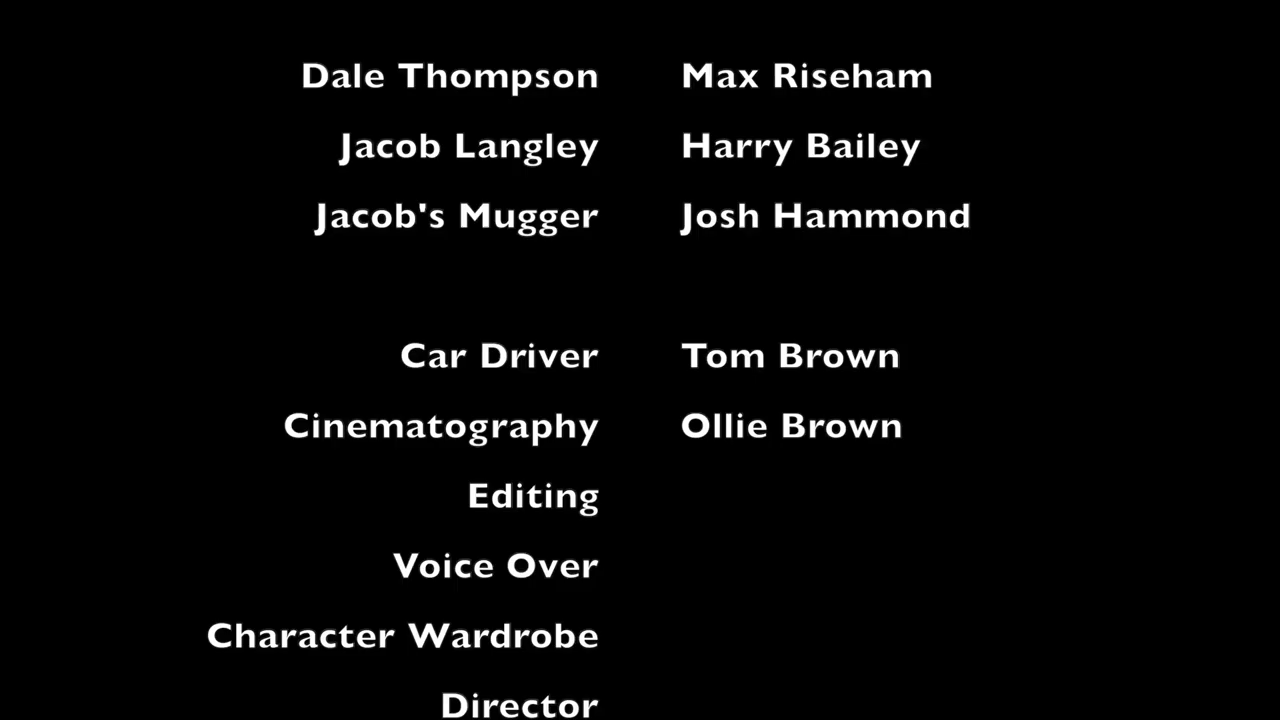 Dale Thompson Max Riseham
Jacob Langley Harry Bailey
Jacob's Mugger Josh Hammond
Car Driver Tom Brown
Cinematography Ollie Brown
Editing
Voice Over
Character Wardrobe
Director